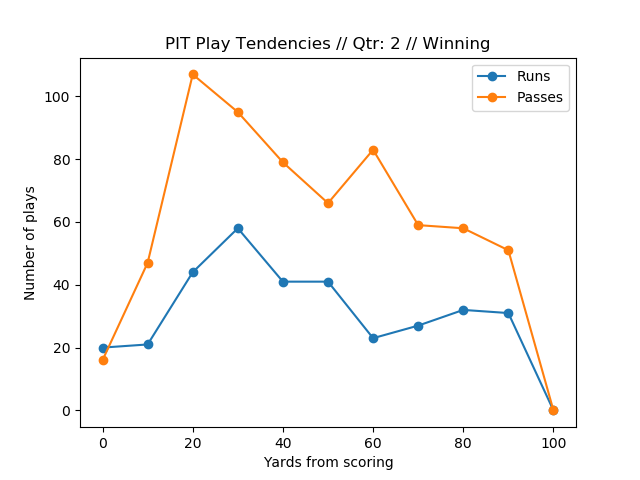 PIT Play Tendencies // Qtr: 2 // Winning
Runs
Passes
Number of plays
100
80
60
40
20
0
0 20 40 60 80 100
Yards from scoring